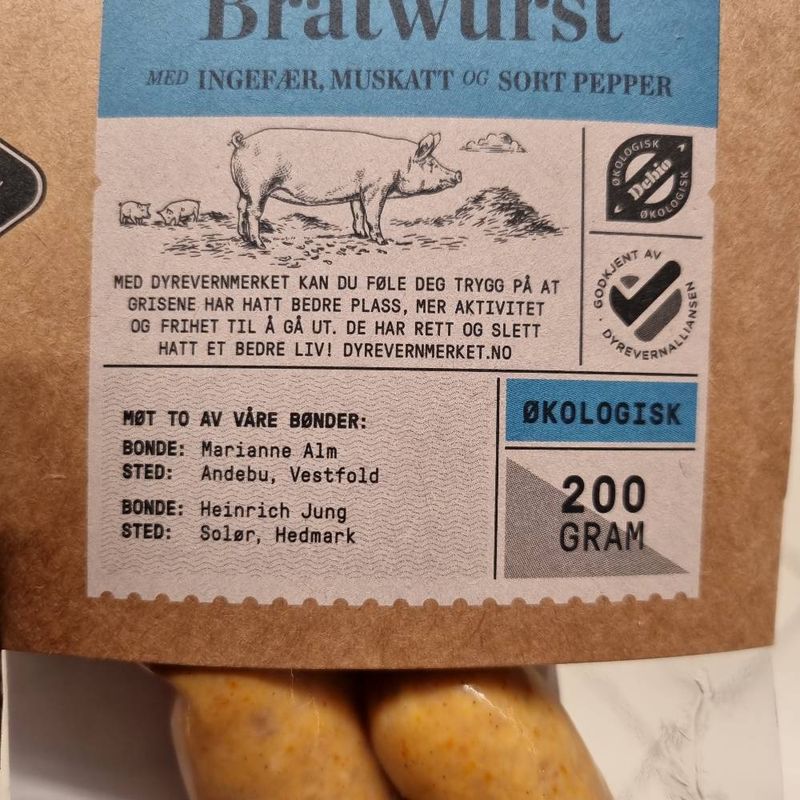 Bratwurst
MED INGEFÆR, MUSKATT OG SORT PEPPER
ØKOLOGISK
Debio
ØKOLOGISK
MED DYREVERNMERKET KAN DU FØLE DEG TRYGG PÅ AT
GRISENE HAR HATT BEDRE PLASS, MER AKTIVITET
OG FRIHET TIL Å GÅ UT. DE HAR RETT OG SLETT
HATT ET BEDRE LIV! DYREVERNMERKET.NO
· GODKJENT AV ·
DYREVERNALLIANSEN
MØT TO AV VÅRE BØNDER:
BONDE: Marianne Alm
STED: Andebu, Vestfold
BONDE: Heinrich Jung
STED: Solør, Hedmark
ØKOLOGISK
200
GRAM